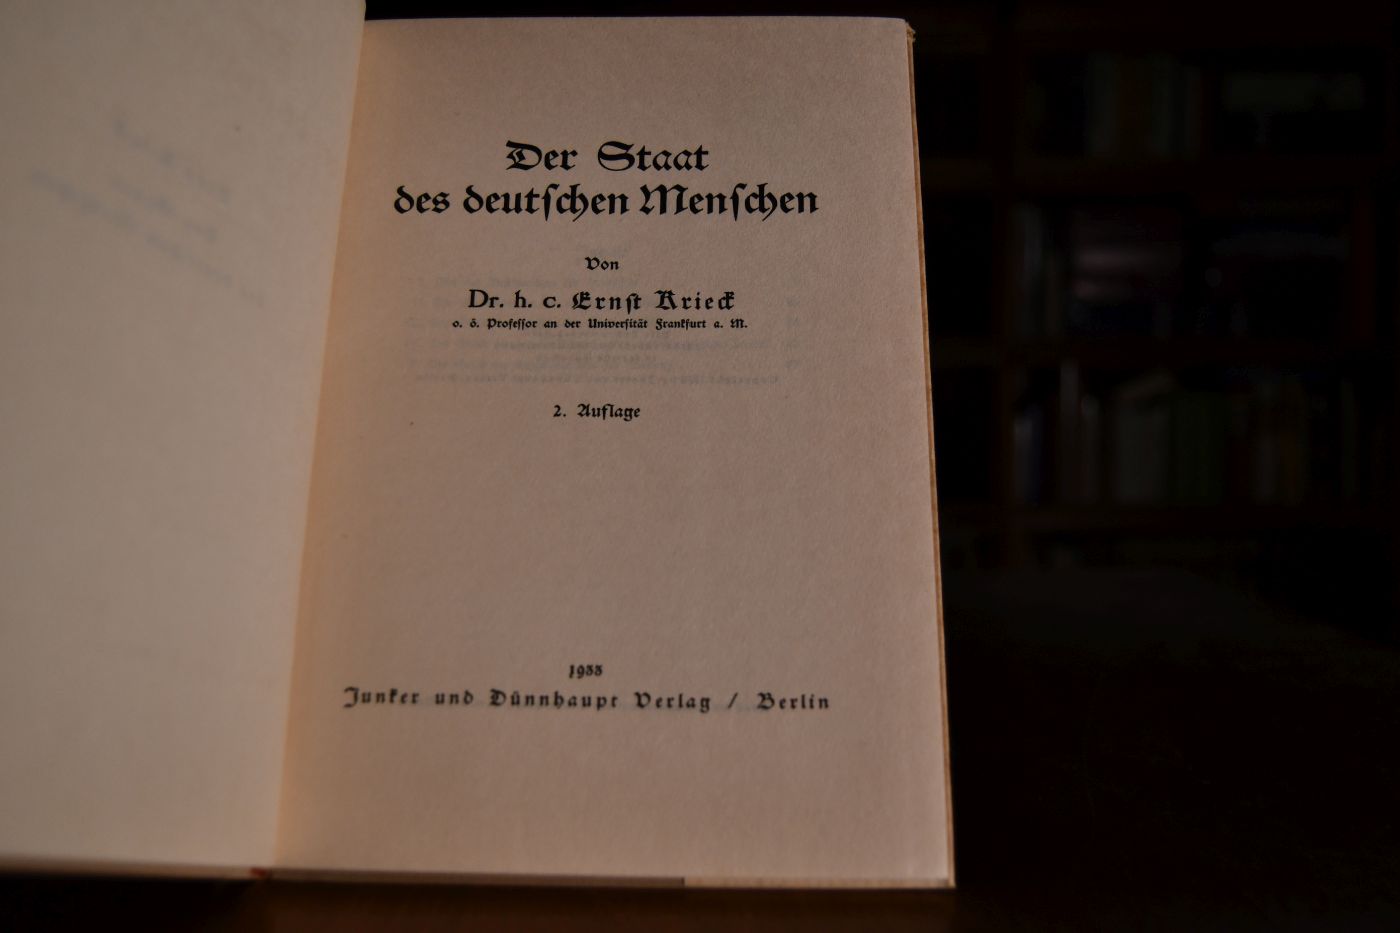 Der Staat
des deutſchen Menſchen
Von
Dr. h. c. Ernſt Krieck
o. ö. Profeſſor an der Univerſität Frankfurt a. M.
2. Auflage
1933
Junker und Dünnhaupt Verlag / Berlin